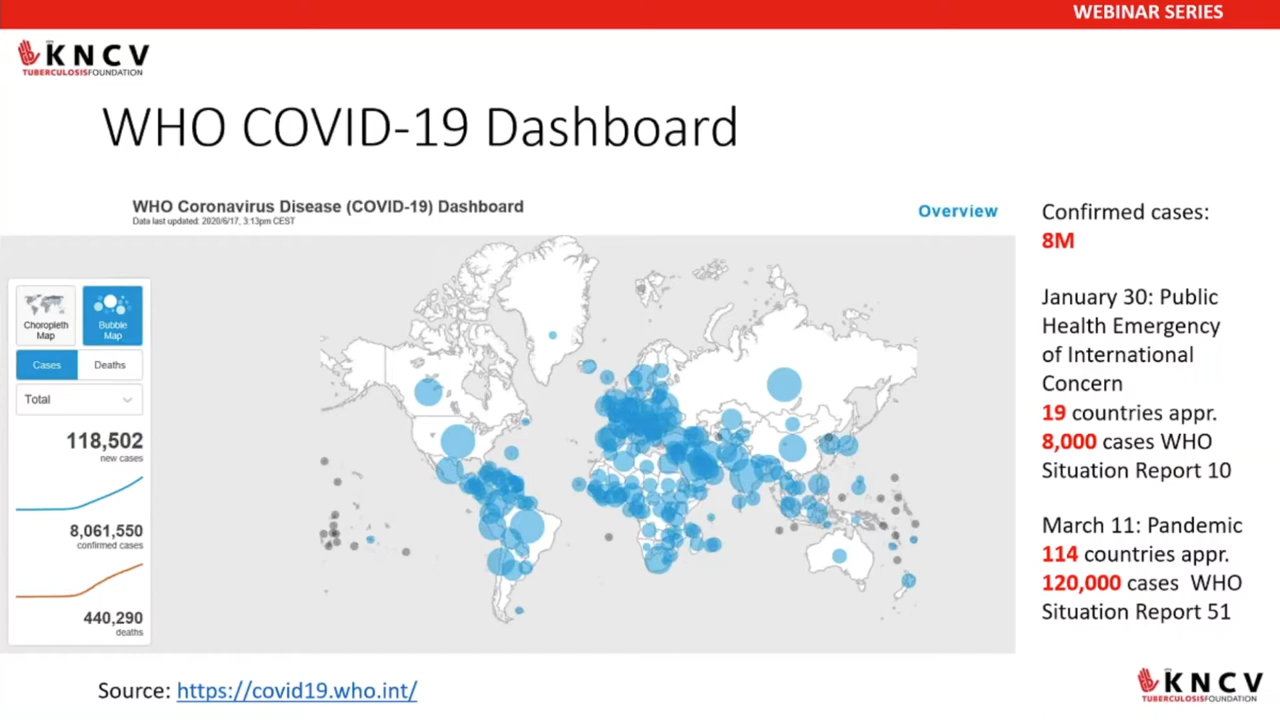 WEBINAR SERIES
KNCV
TUBERCULOSISFOUNDATION
WHO COVID-19 Dashboard
WHO Coronavirus Disease (COVID-19) Dashboard
Data last updated: 2020/6/17, 3:13pm CEST
Overview
Choropleth
Map
Bubble
Map
Cases
Deaths
Total
118,502
new cases
8,061,550
confirmed cases
440,290
deaths
Confirmed cases:
8M
January 30: Public
Health Emergency
of International
Concern
19 countries appr.
8,000 cases WHO
Situation Report 10
March 11: Pandemic
114 countries appr.
120,000 cases WHO
Situation Report 51
Source: https://covid19.who.int/
KNCV
TUBERCULOSISFOUNDATION